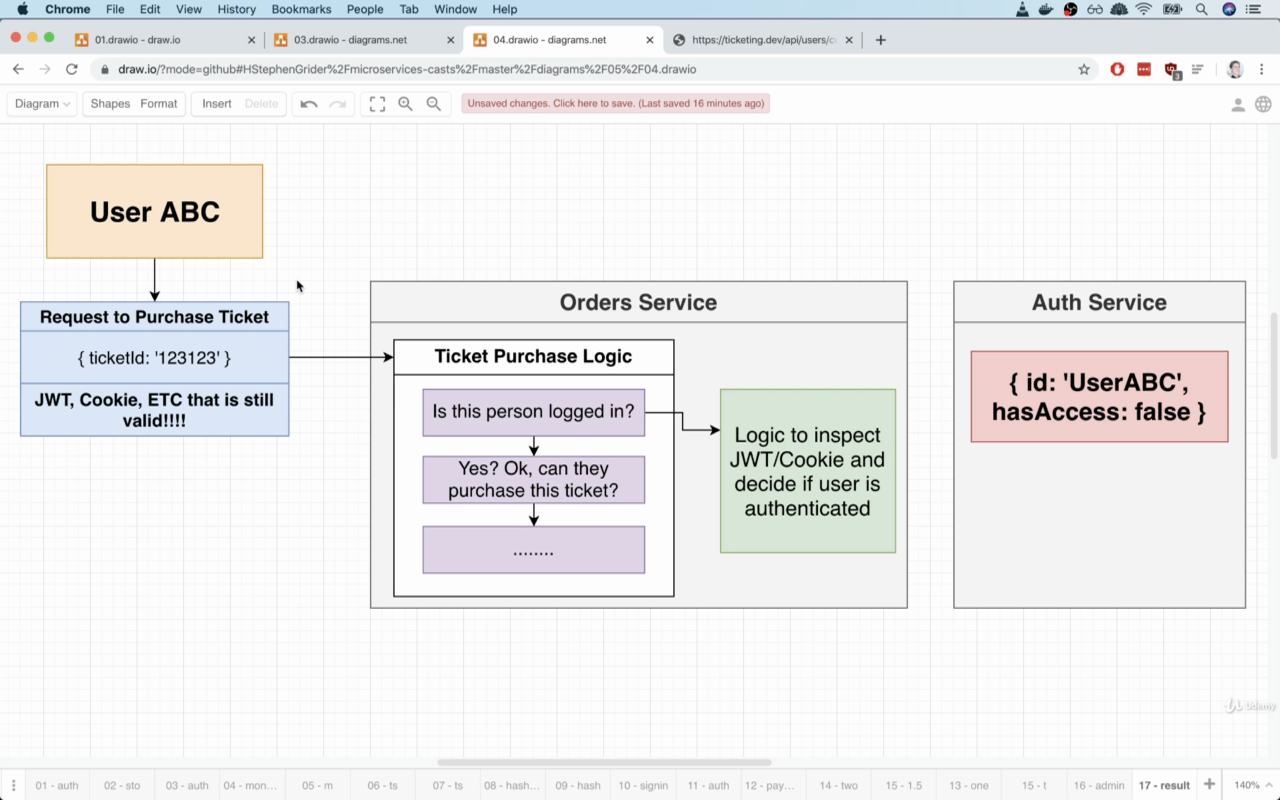 Chrome File Edit View History Bookmarks People Tab Window Help
01.drawio - draw.io
03.drawio - diagrams.net
04.drawio - diagrams.net
https://ticketing.dev/api/users/c
draw.io/?mode=github#HStephenGrider%2Fmicroservices-casts%2Fmaster%2Fdiagrams%2F05%2F04.drawio
3
Diagram Shapes Format Insert Delete
Unsaved changes. Click here to save. (Last saved 16 minutes ago)
User ABC
Request to Purchase Ticket
{ ticketId: '123123' }
JWT, Cookie, ETC that is still
valid!!!!
Orders Service
Ticket Purchase Logic
Is this person logged in?
Yes? Ok, can they
purchase this ticket?
........
Logic to inspect
JWT/Cookie and
decide if user is
authenticated
Auth Service
{ id: 'UserABC',
hasAccess: false }
Udemy
01 - auth 02 - sto 03 - auth 04 - mon... 05 - m 06 - ts 07 - ts 08 - hash... 09 - hash 10 - signin 11 - auth 12 - pay... 14 - two 15 - 1.5 13 - one 15 - t 16 - admin 17 - result 140%